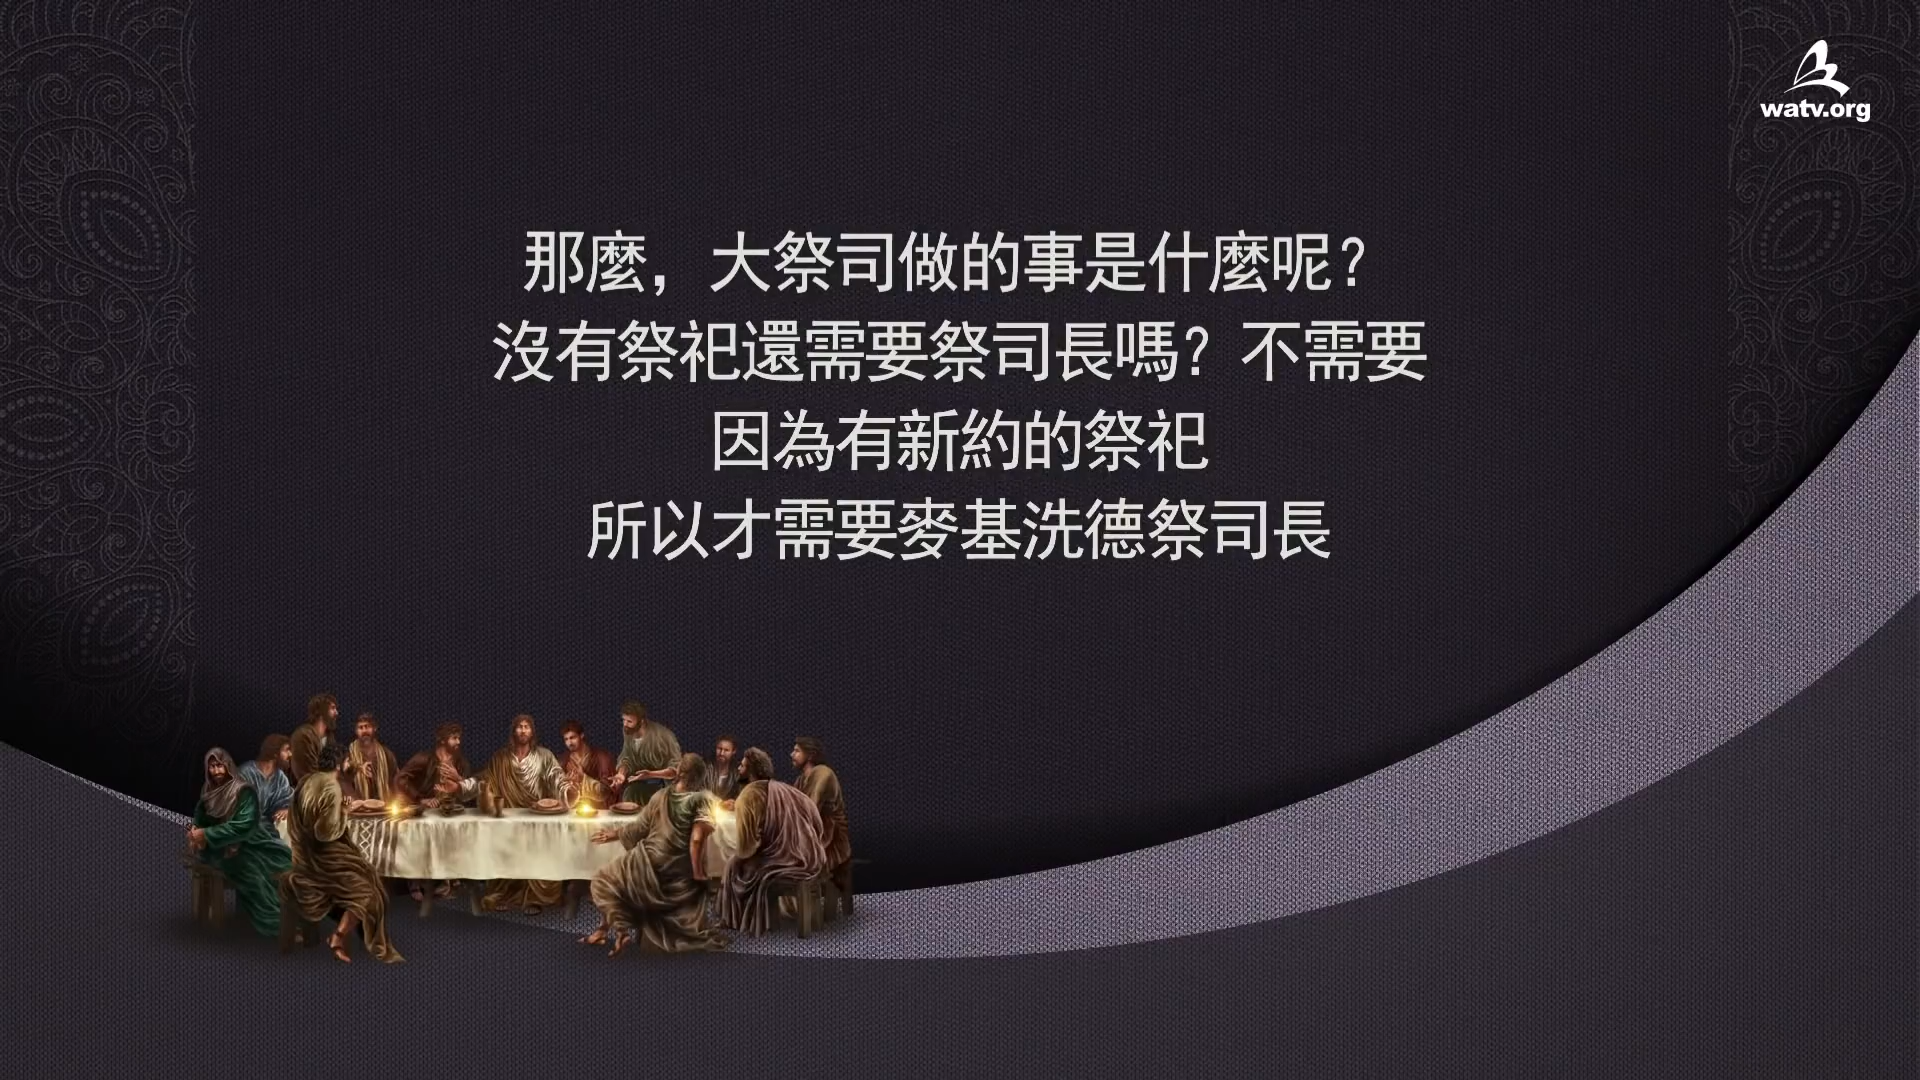 watv.org
那麼，大祭司做的事是什麼呢？
沒有祭祀還需要祭司長嗎？不需要
因為有新約的祭祀
所以才需要麥基洗德祭司長